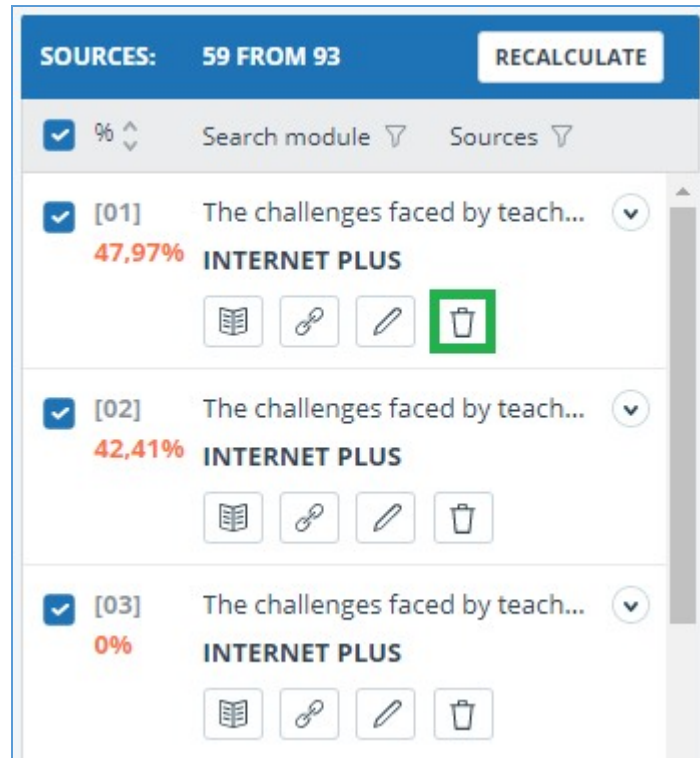 SOURCES: 59 FROM 93 RECALCULATE
% Search module Sources
[01] The challenges faced by teach...
47,97% INTERNET PLUS
[02] The challenges faced by teach...
42,41% INTERNET PLUS
[03] The challenges faced by teach...
0% INTERNET PLUS